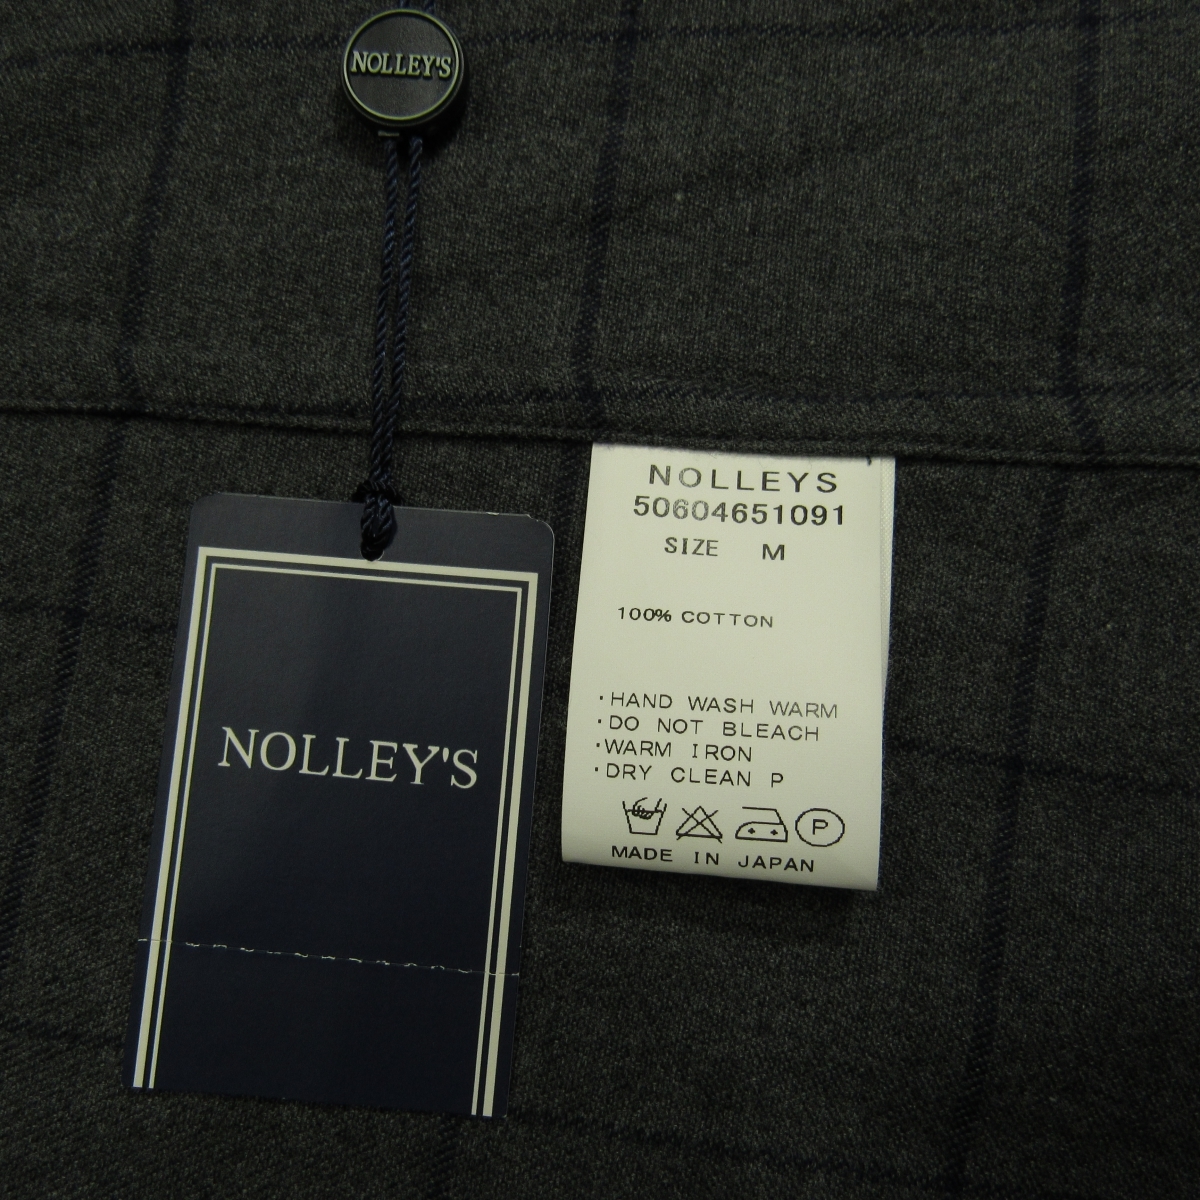 NOLLEY'S
NOLLEY'S
NOLLEYS
50604651091
SIZE M
100% COTTON
・HAND WASH WARM
・DO NOT BLEACH
・WARM IRON
・DRY CLEAN P
P
MADE IN JAPAN